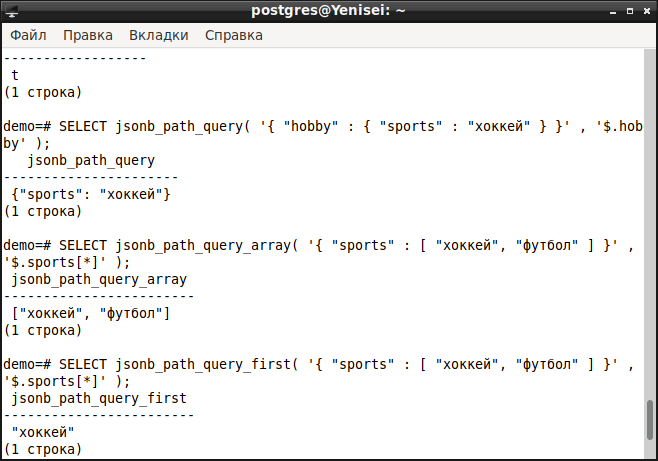 postgres@Yenisei: ~
Файл Правка Вкладки Справка
------------------
 t
(1 строка)

demo=# SELECT jsonb_path_query( '{ "hobby" : { "sports" : "хоккей" } }' , '$.hob
by' );
   jsonb_path_query
----------------------
 {"sports": "хоккей"}
(1 строка)

demo=# SELECT jsonb_path_query_array( '{ "sports" : [ "хоккей", "футбол" ] }' ,
'$.sports[*]' );
 jsonb_path_query_array
------------------------
 ["хоккей", "футбол"]
(1 строка)

demo=# SELECT jsonb_path_query_first( '{ "sports" : [ "хоккей", "футбол" ] }' ,
'$.sports[*]' );
 jsonb_path_query_first
------------------------
 "хоккей"
(1 строка)